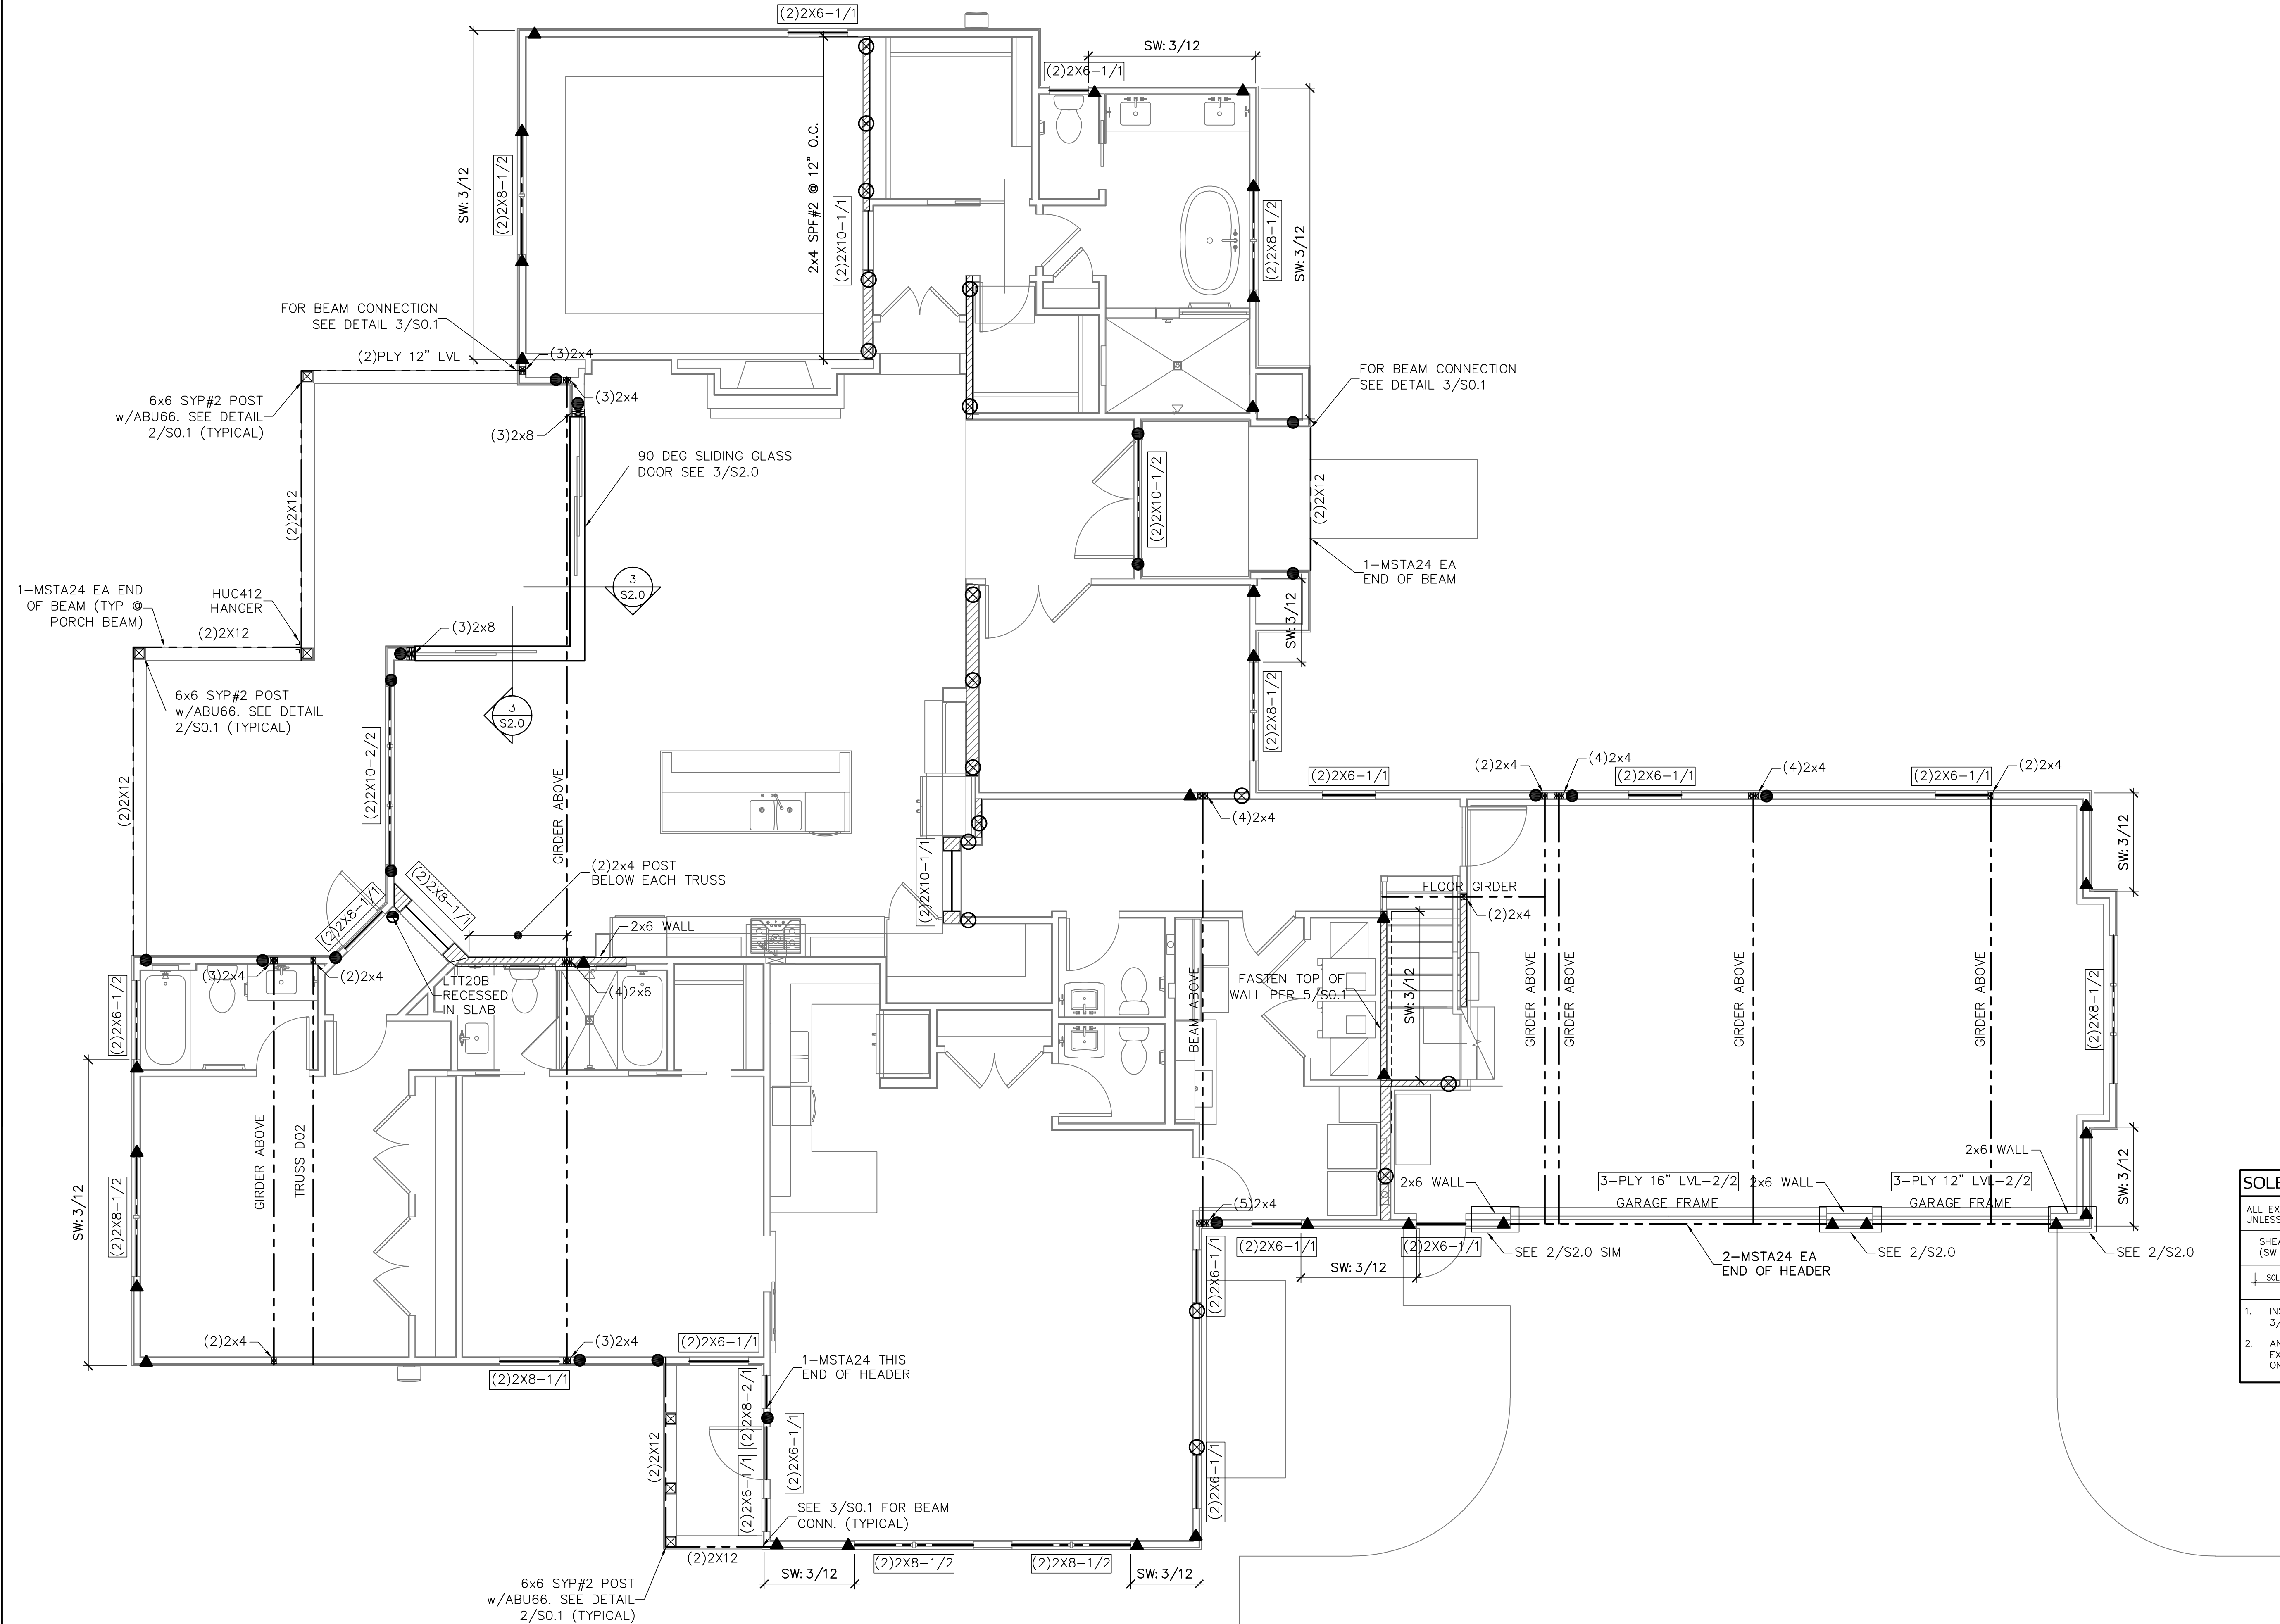 (2)2X6-1/1
SW: 3/12
(2)2X6-1/1
SW: 3/12
(2)2X8-1/2
2x4 SPF#2 @ 12" O.C.
(2)2X10-1/1
(2)2X8-1/2
SW: 3/12
FOR BEAM CONNECTION
SEE DETAIL 3/S0.1
(2)PLY 12" LVL
(3)2x4
6x6 SYP#2 POST
w/ABU66. SEE DETAIL
2/S0.1 (TYPICAL)
(3)2x4
(3)2x8
FOR BEAM CONNECTION
SEE DETAIL 3/S0.1
90 DEG SLIDING GLASS
DOOR SEE 3/S2.0
(2)2X12
(2)2X10-1/2
(2)2X12
1-MSTA24 EA
END OF BEAM
3
S2.0
1-MSTA24 EA END
OF BEAM (TYP @
PORCH BEAM)
HUC412
HANGER
(2)2X12
(3)2x8
SW: 3/12
6x6 SYP#2 POST
w/ABU66. SEE DETAIL
2/S0.1 (TYPICAL)
3
S2.0
(2)2X8-1/2
(2)2X10-2/2
(2)2X12
GIRDER ABOVE
(2)2X6-1/1
(2)2x4
(4)2x4
(2)2X6-1/1
(4)2x4
(2)2X6-1/1
(2)2x4
(4)2x4
SW: 3/12
(2)2x4 POST
BELOW EACH TRUSS
(2)2X10-1/1
(2)2X8-1/1
(2)2X8-1/1
2x6 WALL
FLOOR GIRDER
(2)2x4
(3)2x4
(2)2x4
LTT20B
RECESSED
IN SLAB
(4)2x6
(2)2X6-1/2
BEAM ABOVE
FASTEN TOP OF
WALL PER 5/S0.1
SW: 3/12
GIRDER ABOVE
GIRDER ABOVE
GIRDER ABOVE
GIRDER ABOVE
(2)2X8-1/2
SW: 3/12
(2)2X8-1/2
GIRDER ABOVE
TRUSS D02
2x6 WALL
SW: 3/12
2x6 WALL
3-PLY 16" LVL-2/2
GARAGE FRAME
2x6 WALL
3-PLY 12" LVL-2/2
GARAGE FRAME
(5)2x4
(2)2X6-1/1
(2)2X6-1/1
SEE 2/S2.0 SIM
SEE 2/S2.0
SEE 2/S2.0
SW: 3/12
2-MSTA24 EA
END OF HEADER
(2)2X6-1/1
(2)2x4
(3)2x4
(2)2X6-1/1
(2)2X8-1/1
1-MSTA24 THIS
END OF HEADER
(2)2X8-2/1
(2)2X6-1/1
(2)2X12
(2)2X6-1/1
(2)2X6-1/1
SEE 3/S0.1 FOR BEAM
CONN. (TYPICAL)
(2)2X12
SW: 3/12
(2)2X8-1/2
(2)2X8-1/2
SW: 3/12
6x6 SYP#2 POST
w/ABU66. SEE DETAIL
2/S0.1 (TYPICAL)
ALL EX
UNLESS
(SW
1.
3/
2.